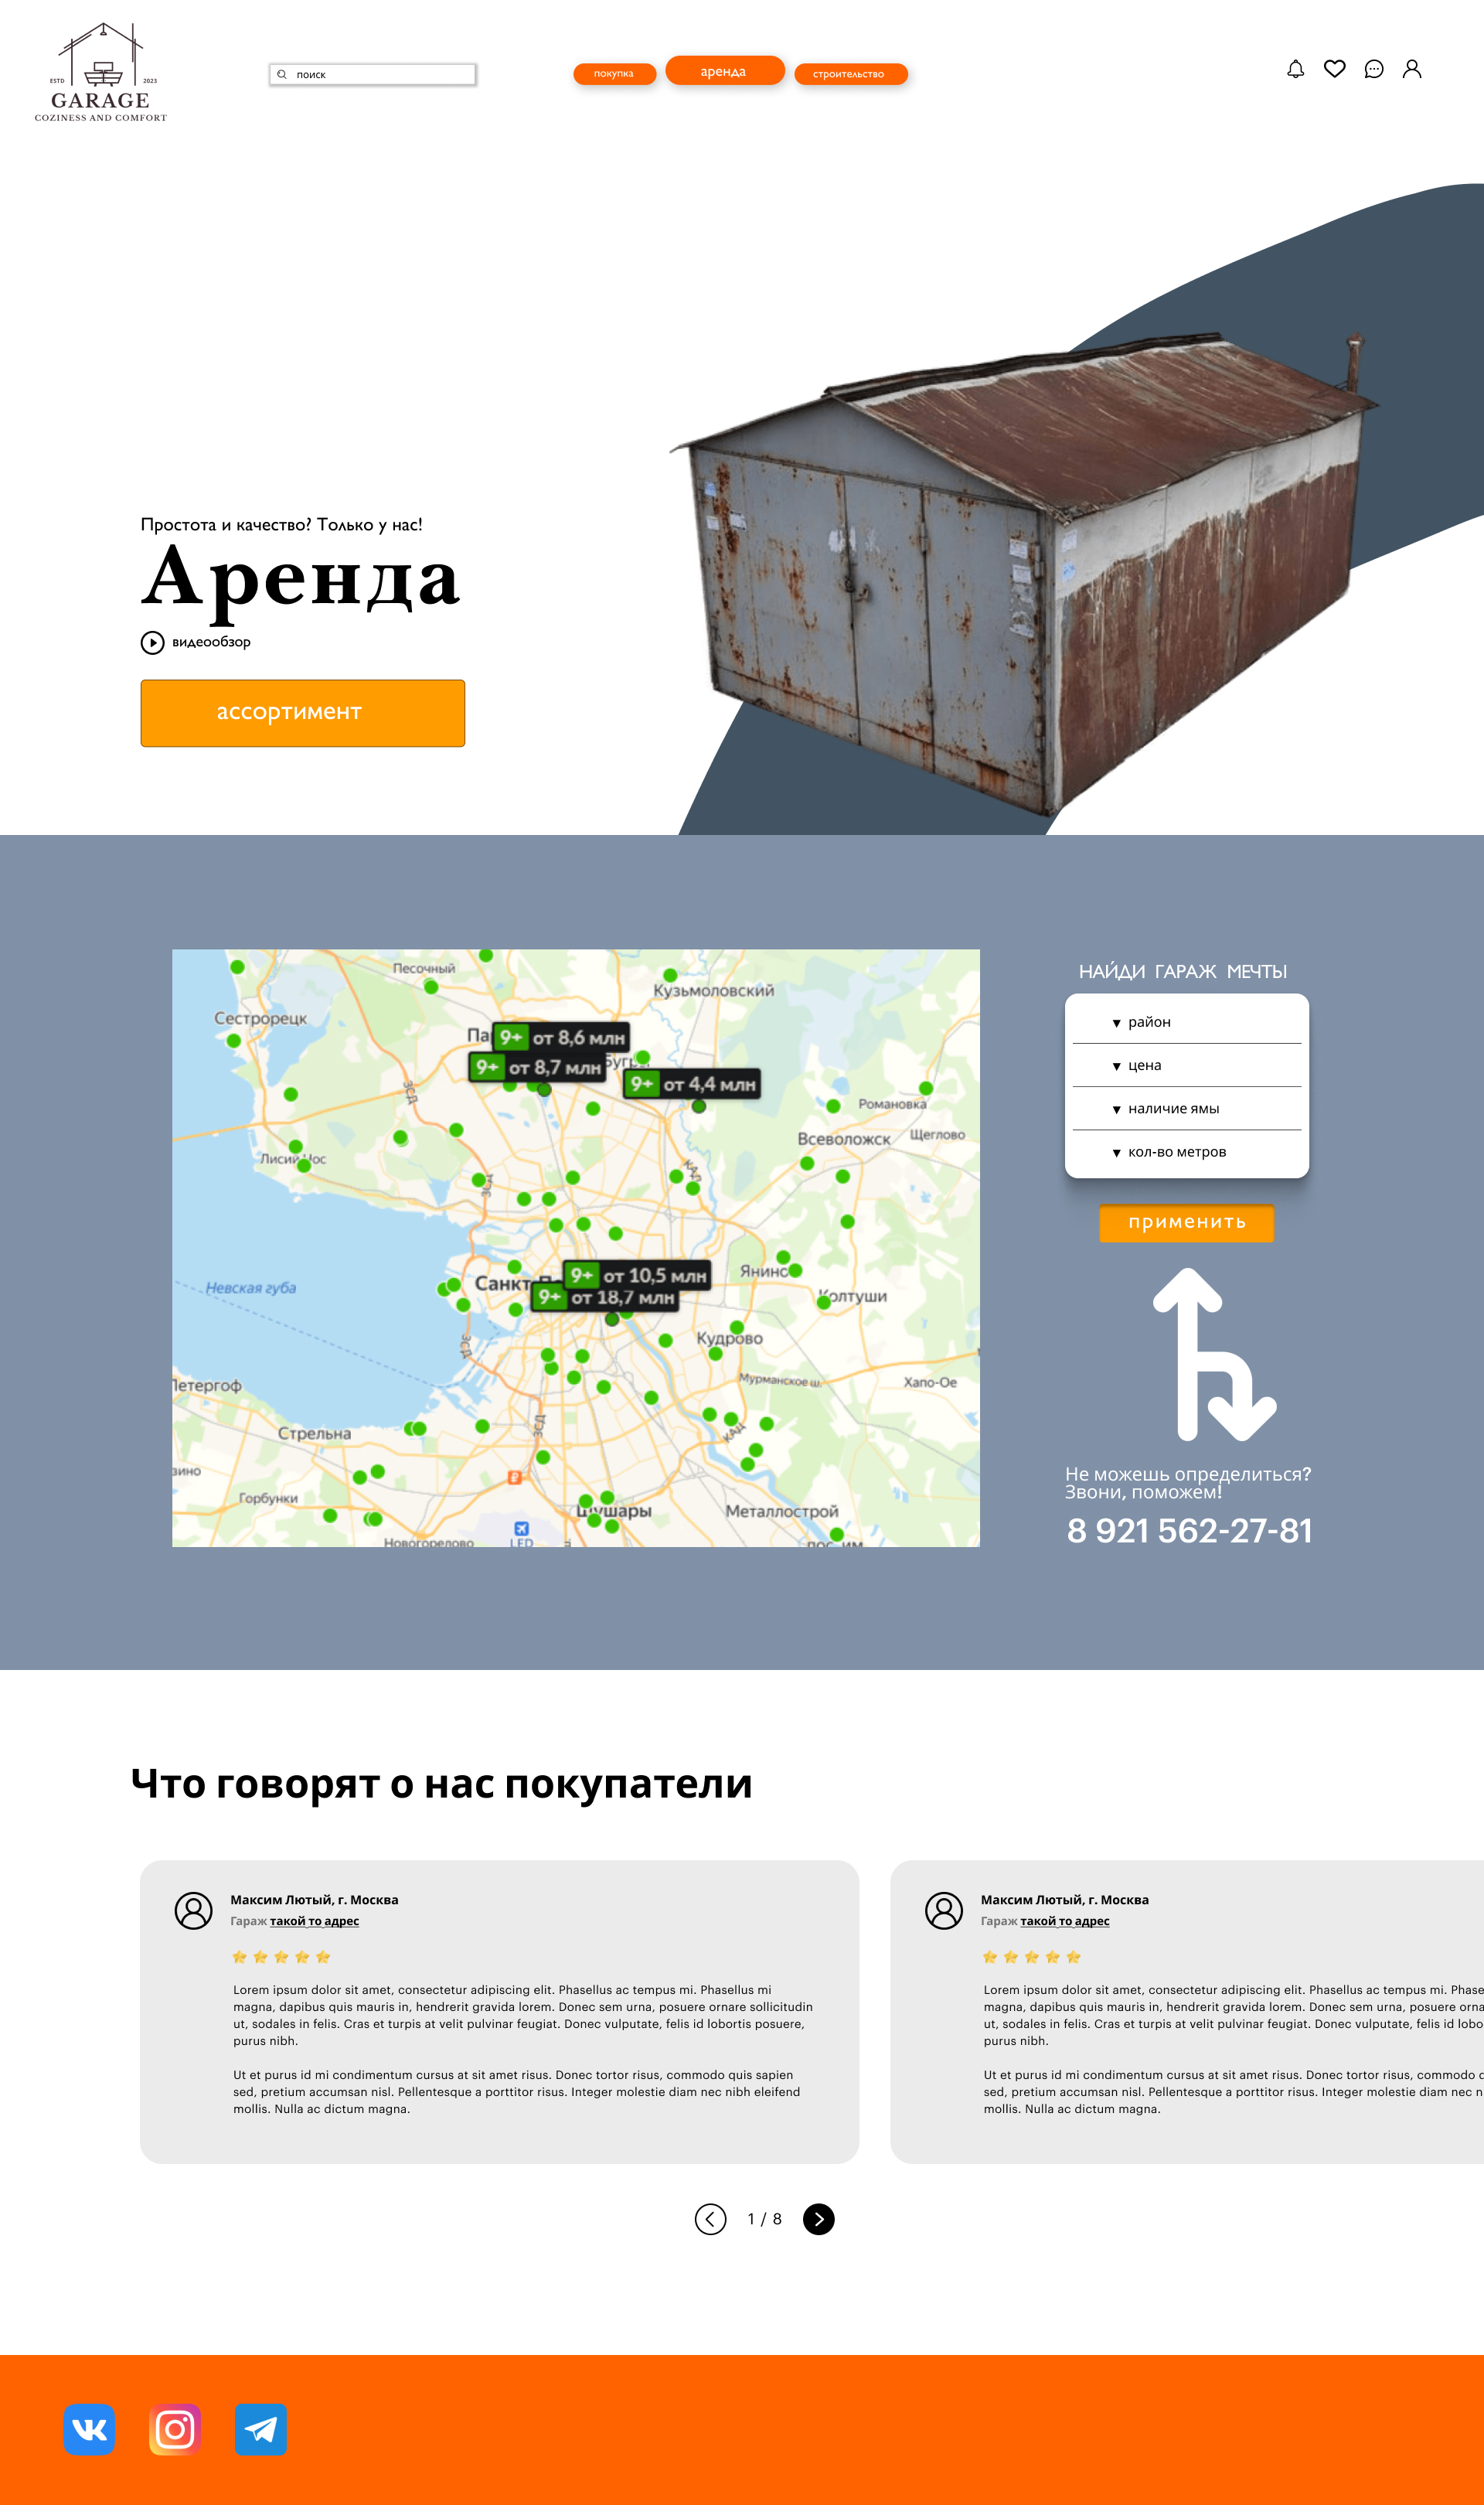 ESTD 2023
GARAGE
COZINESS AND COMFORT
поиск
покупка
аренда
строительство
Простота и качество? Только у нас!
Аренда
видеообзор
ассортимент
Песочный
Кузьмоловский
Сестрорецк
9+ от 8,6 млн
9+ от 8,7 млн
9+ от 4,4 млн
ЗСД
Романовка
Всеволожск
Щеглово
Лисий Нос
КАД
ЗСД
Янино
Невская губа
Санкт-П
9+ от 10,5 млн
9+ от 18,7 млн
Колтуши
ЗСД
Кудрово
Мурманское ш.
Хапо-Ое
Петергоф
Стрельна
ЗСД
КАД
зино
Горбунки
Шушары
Металлострой
Новогорелово
LED
НАЙДИ ГАРАЖ МЕЧТЫ
▼ район
▼ цена
▼ наличие ямы
▼ кол-во метров
применить
Не можешь определиться?
Звони, поможем!
8 921 562-27-81
Что говорят о нас покупатели
Максим Лютый, г. Москва
Гараж такой то адрес
Lorem ipsum dolor sit amet, consectetur adipiscing elit. Phasellus ac tempus mi. Phasellus mi
magna, dapibus quis mauris in, hendrerit gravida lorem. Donec sem urna, posuere ornare sollicitudin
ut, sodales in felis. Cras et turpis at velit pulvinar feugiat. Donec vulputate, felis id lobortis posuere,
purus nibh.
Ut et purus id mi condimentum cursus at sit amet risus. Donec tortor risus, commodo quis sapien
sed, pretium accumsan nisl. Pellentesque a porttitor risus. Integer molestie diam nec nibh eleifend
mollis. Nulla ac dictum magna.
Максим Лютый, г. Москва
Гараж такой то адрес
Lorem ipsum dolor sit amet, consectetur adipiscing elit. Phasellus ac tempus mi. Phase
magna, dapibus quis mauris in, hendrerit gravida lorem. Donec sem urna, posuere orna
ut, sodales in felis. Cras et turpis at velit pulvinar feugiat. Donec vulputate, felis id lobo
purus nibh.
Ut et purus id mi condimentum cursus at sit amet risus. Donec tortor risus, commodo q
sed, pretium accumsan nisl. Pellentesque a porttitor risus. Integer molestie diam nec n
mollis. Nulla ac dictum magna.
1 / 8